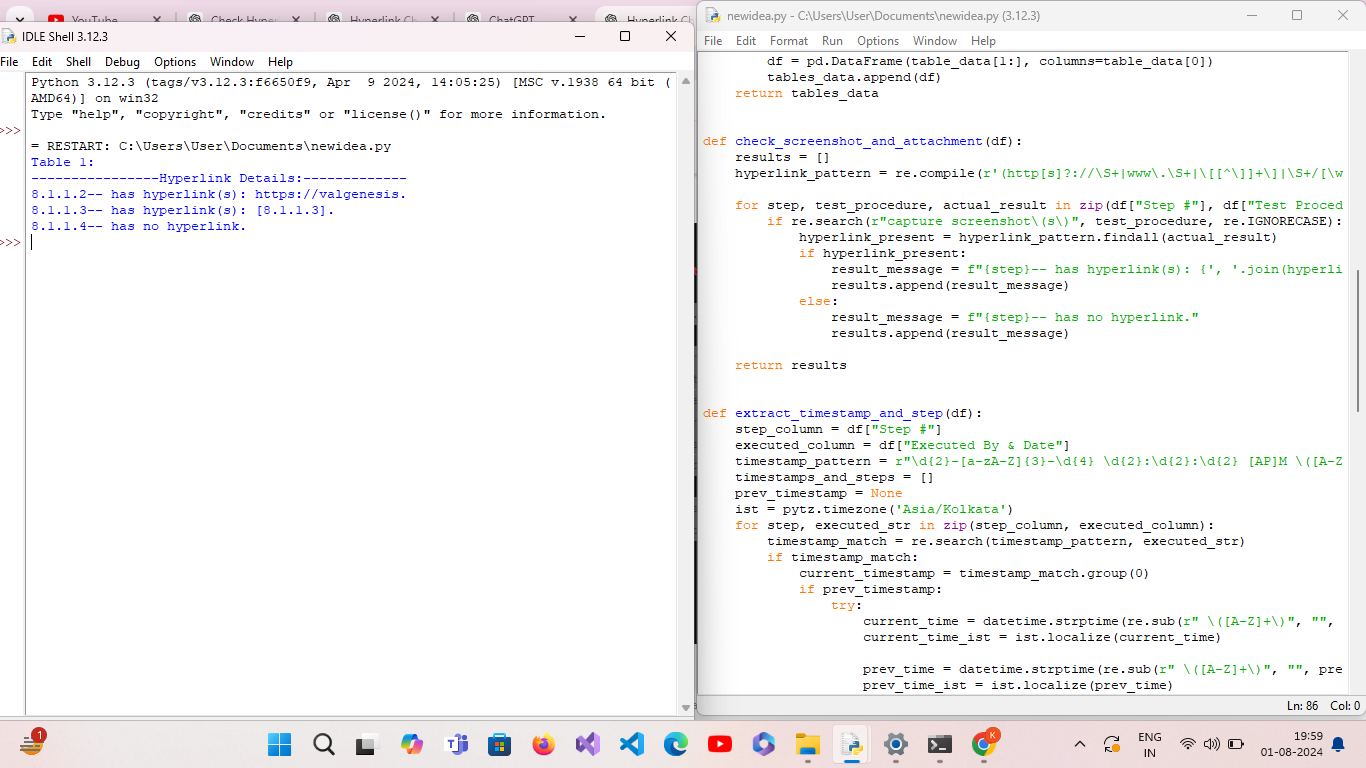 YouTube
Check Hyper
Hyperlink Ch
ChatGPT
Hyperlink Ch
IDLE Shell 3.12.3
File Edit Shell Debug Options Window Help
Python 3.12.3 (tags/v3.12.3:f6650f9, Apr  9 2024, 14:05:25) [MSC v.1938 64 bit (
AMD64)] on win32
Type "help", "copyright", "credits" or "license()" for more information.
>>>
= RESTART: C:\Users\User\Documents\newidea.py
Table 1:
----------------Hyperlink Details:-------------
8.1.1.2-- has hyperlink(s): https://valgenesis.
8.1.1.3-- has hyperlink(s): [8.1.1.3].
8.1.1.4-- has no hyperlink.
>>>
newidea.py - C:\Users\User\Documents\newidea.py (3.12.3)
File Edit Format Run Options Window Help
        df = pd.DataFrame(table_data[1:], columns=table_data[0])
        tables_data.append(df)
    return tables_data
def check_screenshot_and_attachment(df):
    results = []
    hyperlink_pattern = re.compile(r'(http[s]?://\S+|www\.\S+|\[[^\]]+\]|\S+/[\w
    for step, test_procedure, actual_result in zip(df["Step #"], df["Test Proced
        if re.search(r"capture screenshot\(s\)", test_procedure, re.IGNORECASE):
            hyperlink_present = hyperlink_pattern.findall(actual_result)
            if hyperlink_present:
                result_message = f"{step}-- has hyperlink(s): {', '.join(hyperli
                results.append(result_message)
            else:
                result_message = f"{step}-- has no hyperlink."
                results.append(result_message)
    return results
def extract_timestamp_and_step(df):
    step_column = df["Step #"]
    executed_column = df["Executed By & Date"]
    timestamp_pattern = r"\d{2}-[a-zA-Z]{3}-\d{4} \d{2}:\d{2}:\d{2} [AP]M \([A-Z
    timestamps_and_steps = []
    prev_timestamp = None
    ist = pytz.timezone('Asia/Kolkata')
    for step, executed_str in zip(step_column, executed_column):
        timestamp_match = re.search(timestamp_pattern, executed_str)
        if timestamp_match:
            current_timestamp = timestamp_match.group(0)
            if prev_timestamp:
                try:
                    current_time = datetime.strptime(re.sub(r" \([A-Z]+\)", "",
                    current_time_ist = ist.localize(current_time)
                    prev_time = datetime.strptime(re.sub(r" \([A-Z]+\)", "", pre
                    prev_time_ist = ist.localize(prev_time)
Ln: 86 Col: 0
1
K
ENG
IN
19:59
01-08-2024